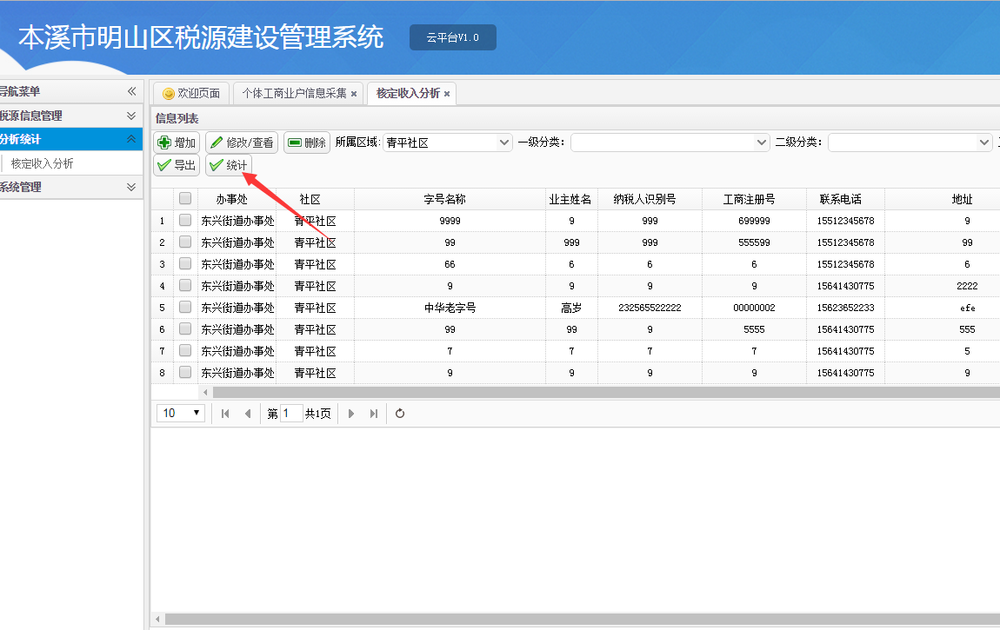 本溪市明山区税源建设管理系统 云平台V1.0
导航菜单 欢迎页面 个体工商业户信息采集 × 核定收入分析 ×
税源信息管理 信息列表
分析统计 增加 修改/查看 删除 所属区域: 青平社区 一级分类: 二级分类:
核定收入分析 导出 统计
系统管理
办事处 社区 字号名称 业主姓名 纳税人识别号 工商注册号 联系电话 地址
1 东兴街道办事处 青平社区 9999 9 999 699999 15512345678 9
2 东兴街道办事处 青平社区 99 999 999 555599 15512345678 99
3 东兴街道办事处 青平社区 66 6 6 6 15512345678 6
4 东兴街道办事处 青平社区 9 9 9 9 15641430775 2222
5 东兴街道办事处 青平社区 中华老字号 高岁 232565522222 00000002 15623652233 efe
6 东兴街道办事处 青平社区 99 99 9 5555 15641430775 555
7 东兴街道办事处 青平社区 7 7 7 7 15641430775 5
8 东兴街道办事处 青平社区 9 9 9 9 15641430775 9
10 第 1 共1页